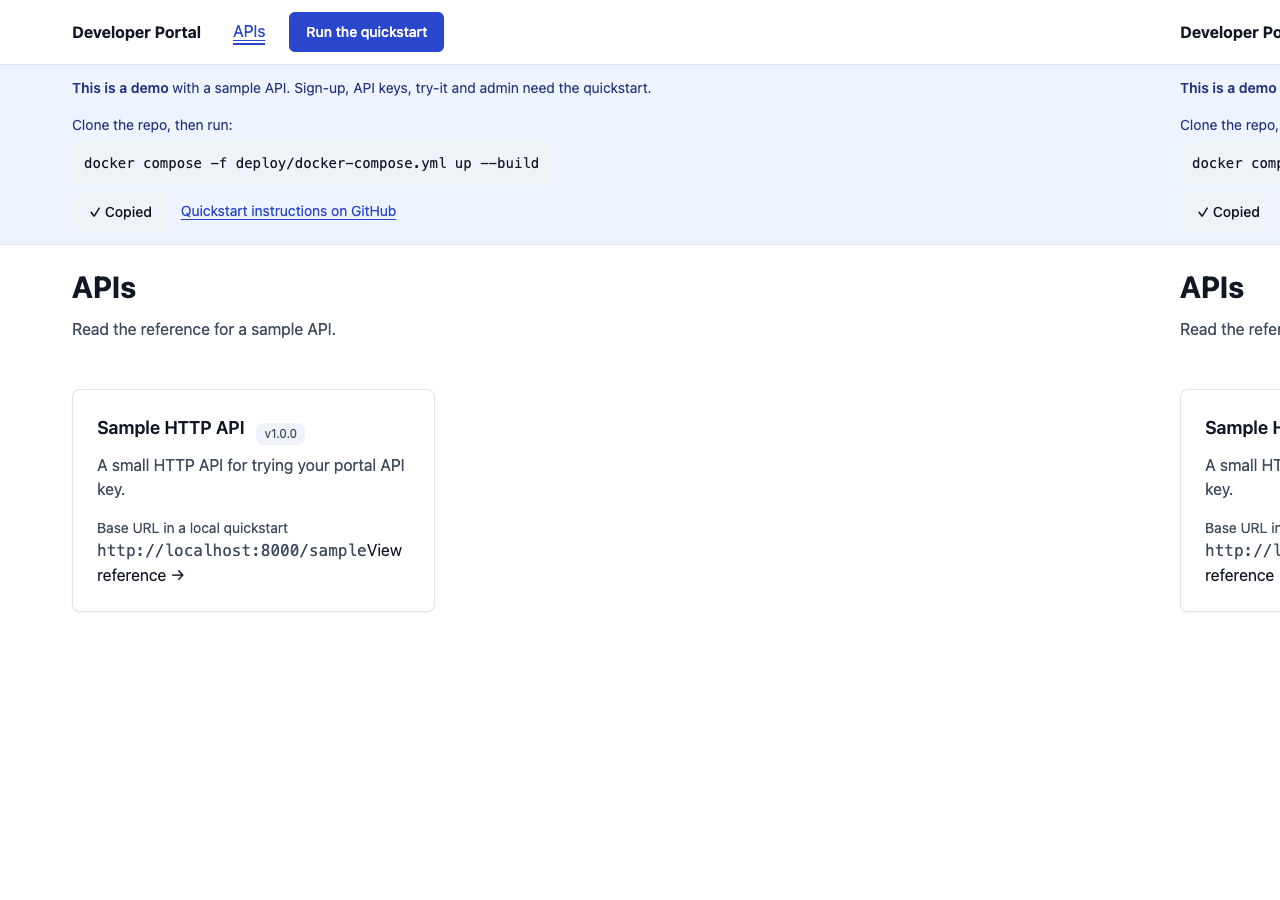 Developer Portal APIs Run the quickstart Developer Po
This is a demo with a sample API. Sign-up, API keys, try-it and admin need the quickstart. This is a demo
Clone the repo, then run: Clone the repo,
docker compose -f deploy/docker-compose.yml up --build docker comp
✓ Copied Quickstart instructions on GitHub ✓ Copied
APIs APIs
Read the reference for a sample API. Read the refer
Sample HTTP API v1.0.0 Sample H
A small HTTP API for trying your portal API A small HT
key. key.
Base URL in a local quickstart Base URL in
http://localhost:8000/sampleView http://l
reference → reference